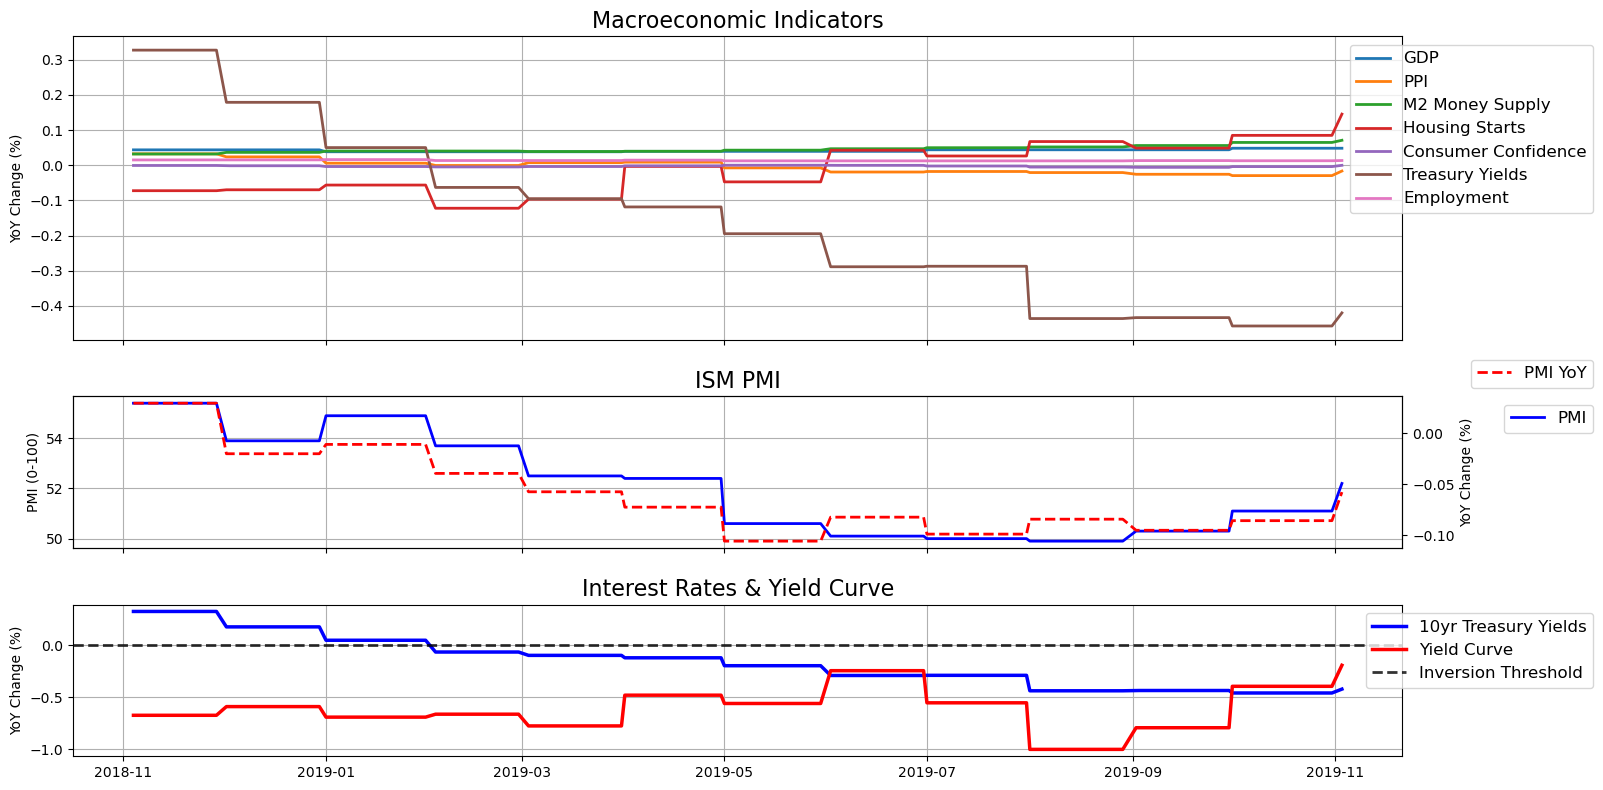 Macroeconomic Indicators
YoY Change (%)
0.3
0.2
0.1
0.0
−0.1
−0.2
−0.3
−0.4
GDP
PPI
M2 Money Supply
Housing Starts
Consumer Confidence
Treasury Yields
Employment
ISM PMI
PMI YoY
PMI
PMI (0-100)
54
52
50
0.00
−0.05
−0.10
YoY Change (%)
Interest Rates & Yield Curve
YoY Change (%)
0.0
−0.5
−1.0
10yr Treasury Yields
Yield Curve
Inversion Threshold
2018-11
2019-01
2019-03
2019-05
2019-07
2019-09
2019-11